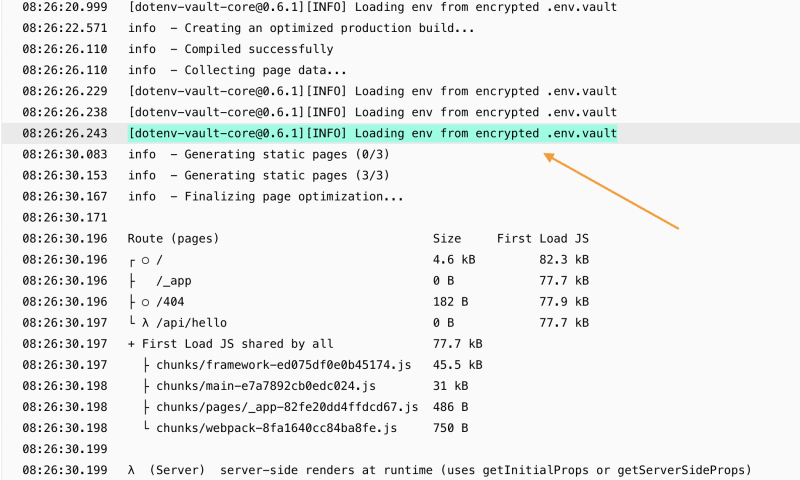 08:26:20.999 [dotenv-vault-core@0.6.1][INFO] Loading env from encrypted .env.vault
08:26:22.571 info  - Creating an optimized production build...
08:26:26.110 info  - Compiled successfully
08:26:26.110 info  - Collecting page data...
08:26:26.229 [dotenv-vault-core@0.6.1][INFO] Loading env from encrypted .env.vault
08:26:26.238 [dotenv-vault-core@0.6.1][INFO] Loading env from encrypted .env.vault
08:26:26.243 [dotenv-vault-core@0.6.1][INFO] Loading env from encrypted .env.vault
08:26:30.083 info  - Generating static pages (0/3)
08:26:30.153 info  - Generating static pages (3/3)
08:26:30.167 info  - Finalizing page optimization...
08:26:30.171
08:26:30.196 Route (pages)                              Size     First Load JS
08:26:30.196 ┌ ○ /                                      4.6 kB         82.3 kB
08:26:30.196 ├   /_app                                  0 B            77.7 kB
08:26:30.196 ├ ○ /404                                   182 B          77.9 kB
08:26:30.197 └ λ /api/hello                             0 B            77.7 kB
08:26:30.197 + First Load JS shared by all              77.7 kB
08:26:30.197   ├ chunks/framework-ed075df0e0b45174.js   45.5 kB
08:26:30.198   ├ chunks/main-e7a7892cb0edc024.js        31 kB
08:26:30.198   ├ chunks/pages/_app-82fe20dd4ffdcd67.js  486 B
08:26:30.198   └ chunks/webpack-8fa1640cc84ba8fe.js     750 B
08:26:30.199
08:26:30.199 λ  (Server)  server-side renders at runtime (uses getInitialProps or getServerSideProps)